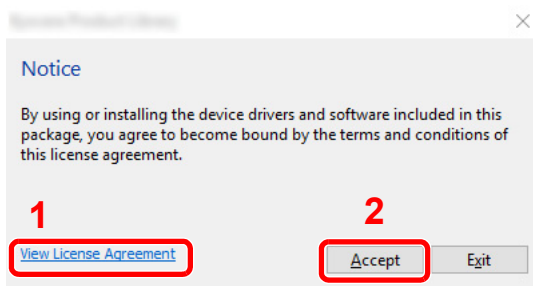 Notice
By using or installing the device drivers and software included in this
package, you agree to become bound by the terms and conditions of
this license agreement.
1
2
View License Agreement
Accept
Exit